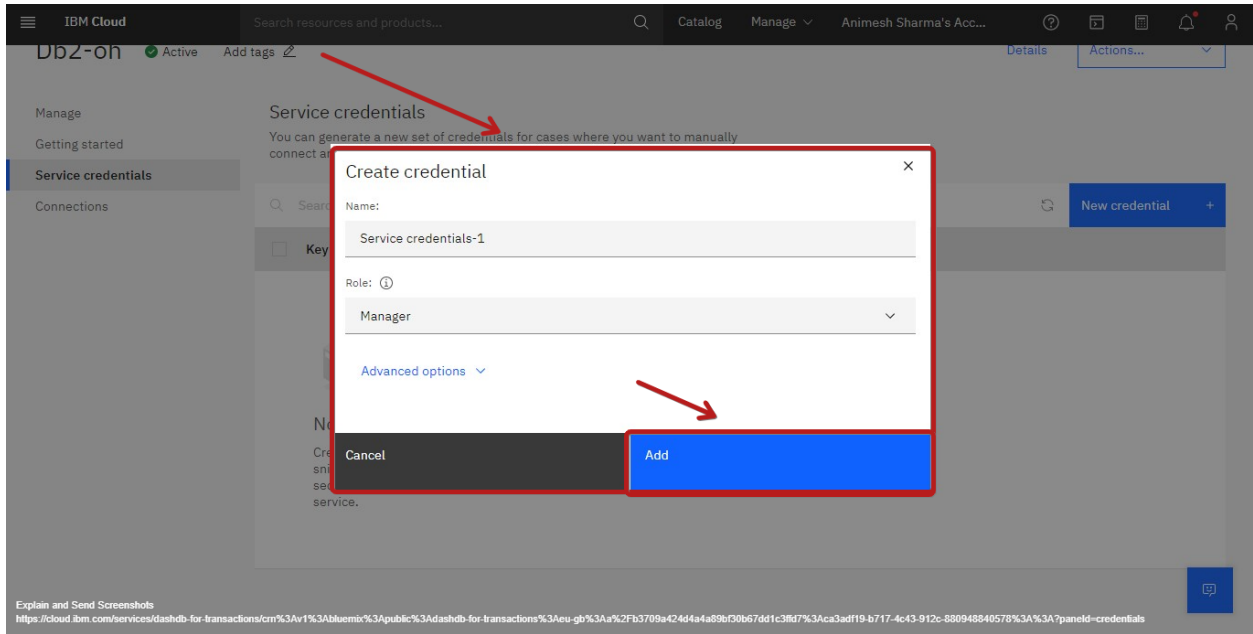 IBM Cloud
Search resources and products...
Catalog
Manage
Animesh Sharma's Acc...
Db2-oh
Active
Add tags
Details
Actions...
Manage
Getting started
Service credentials
Connections
Service credentials
You can generate a new set of credentials for cases where you want to manually
connect
New credential +
Key
Create credential
Name:
Service credentials-1
Role:
Manager
Advanced options
Cancel
Add
service.
Explain and Send Screenshots
https://cloud.ibm.com/services/dashdb-for-transactions/crn%3Av1%3Abluemix%3Apublic%3Adashdb-for-transactions%3Aeu-gb%3Aa%2Fb3709a424d4a4a89bf30b67dd1c3ffd7%3Aca3adf19-b717-4c43-912c-880948840578%3A%3A?paneId=credentials